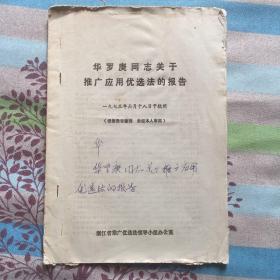 华罗庚同志关于
推广应用优选法的报告
一九七三年六月十八日于杭州
（根据录音整理 未经本人审阅）
华
华罗庚同志关于推广应用
优选法的报告
浙江省推广优选法领导小组办公室